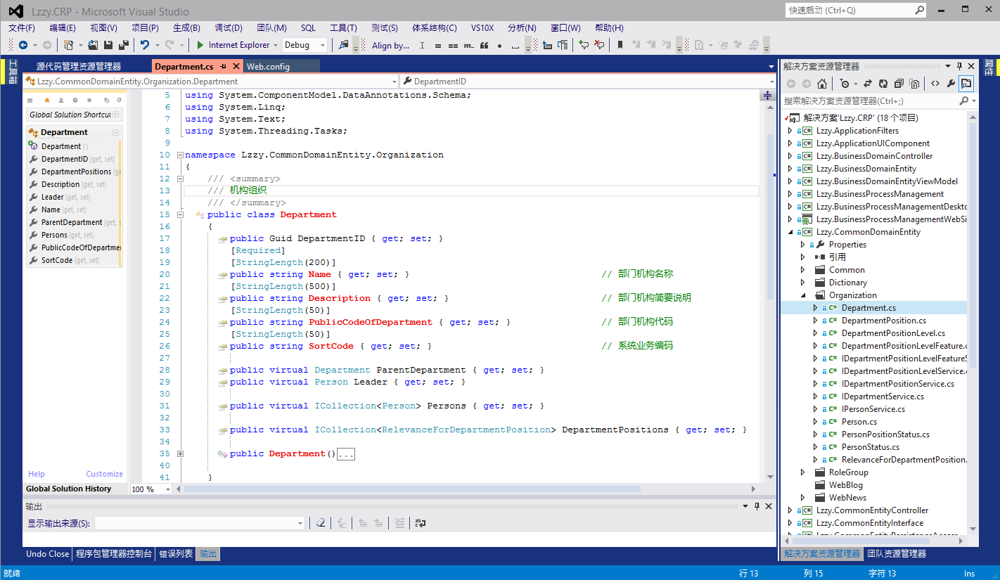 Lzzy.CRP - Microsoft Visual Studio
快速启动 (Ctrl+Q)
文件(F) 编辑(E) 视图(V) 项目(P) 生成(B) 调试(D) 团队(M) SQL 工具(T) 测试(S) 体系结构(C) VS10X 分析(N) 窗口(W) 帮助(H)
Internet Explorer Debug Align by...
工具箱
源代码管理资源管理器 Department.cs Web.config
Lzzy.CommonDomainEntity.Organization.Department DepartmentID
Global Solution Shortcut
Department
Department ( )
DepartmentID (get, set)
DepartmentPositions (ge
Description (get, set)
Leader (get, set)
Name (get, set)
ParentDepartment (get, s
Persons (get, set)
PublicCodeOfDepartmen
SortCode (get, set)
Help Customize
Global Solution History
5 using System.ComponentModel.DataAnnotations.Schema;
6 using System.Linq;
7 using System.Text;
8 using System.Threading.Tasks;
9
10 namespace Lzzy.CommonDomainEntity.Organization
11 {
12 /// <summary>
13 /// 机构组织
14 /// </summary>
15 public class Department
16 {
17 public Guid DepartmentID { get; set; }
18 [Required]
19 [StringLength(200)]
20 public string Name { get; set; } // 部门机构名称
21 [StringLength(500)]
22 public string Description { get; set; } // 部门机构简要说明
23 [StringLength(50)]
24 public string PublicCodeOfDepartment { get; set; } // 部门机构代码
25 [StringLength(50)]
26 public string SortCode { get; set; } // 系统业务编码
27
28 public virtual Department ParentDepartment { get; set; }
29 public virtual Person Leader { get; set; }
30
31 public virtual ICollection<Person> Persons { get; set; }
32
33 public virtual ICollection<RelevanceForDepartmentPosition> DepartmentPositions { get; set; }
34
35 public Department()...
40
41 }
100 %
输出
显示输出来源(S):
Undo Close 程序包管理器控制台 错误列表 输出
解决方案资源管理器
属性
搜索解决方案资源管理器(Ctrl+;)
解决方案'Lzzy.CRP' (18 个项目)
Lzzy.ApplicationFilters
Lzzy.ApplicationUIComponent
Lzzy.BusinessDomainController
Lzzy.BusinessDomainEntity
Lzzy.BusinessDomainEntityViewModel
Lzzy.BusinessProcessManagement
Lzzy.BusinessProcessManagementDeskto
Lzzy.BusinessProcessManagementWebSi
Lzzy.CommonDomainEntity
Properties
引用
Common
Dictionary
Organization
Department.cs
DepartmentPosition.cs
DepartmentPositionLevel.cs
DepartmentPositionLevelFeature.c
IDepartmentPositionLevelFeatureS
IDepartmentPositionLevelService.c
IDepartmentPositionService.cs
IDepartmentService.cs
IPersonService.cs
Person.cs
PersonPositionStatus.cs
PersonStatus.cs
RelevanceForDepartmentPosition.
RoleGroup
WebBlog
WebNews
Lzzy.CommonEntityController
Lzzy.CommonEntityInterface
解决方案资源管理器 团队资源管理器
就绪 行 13 列 15 字符 13 Ins